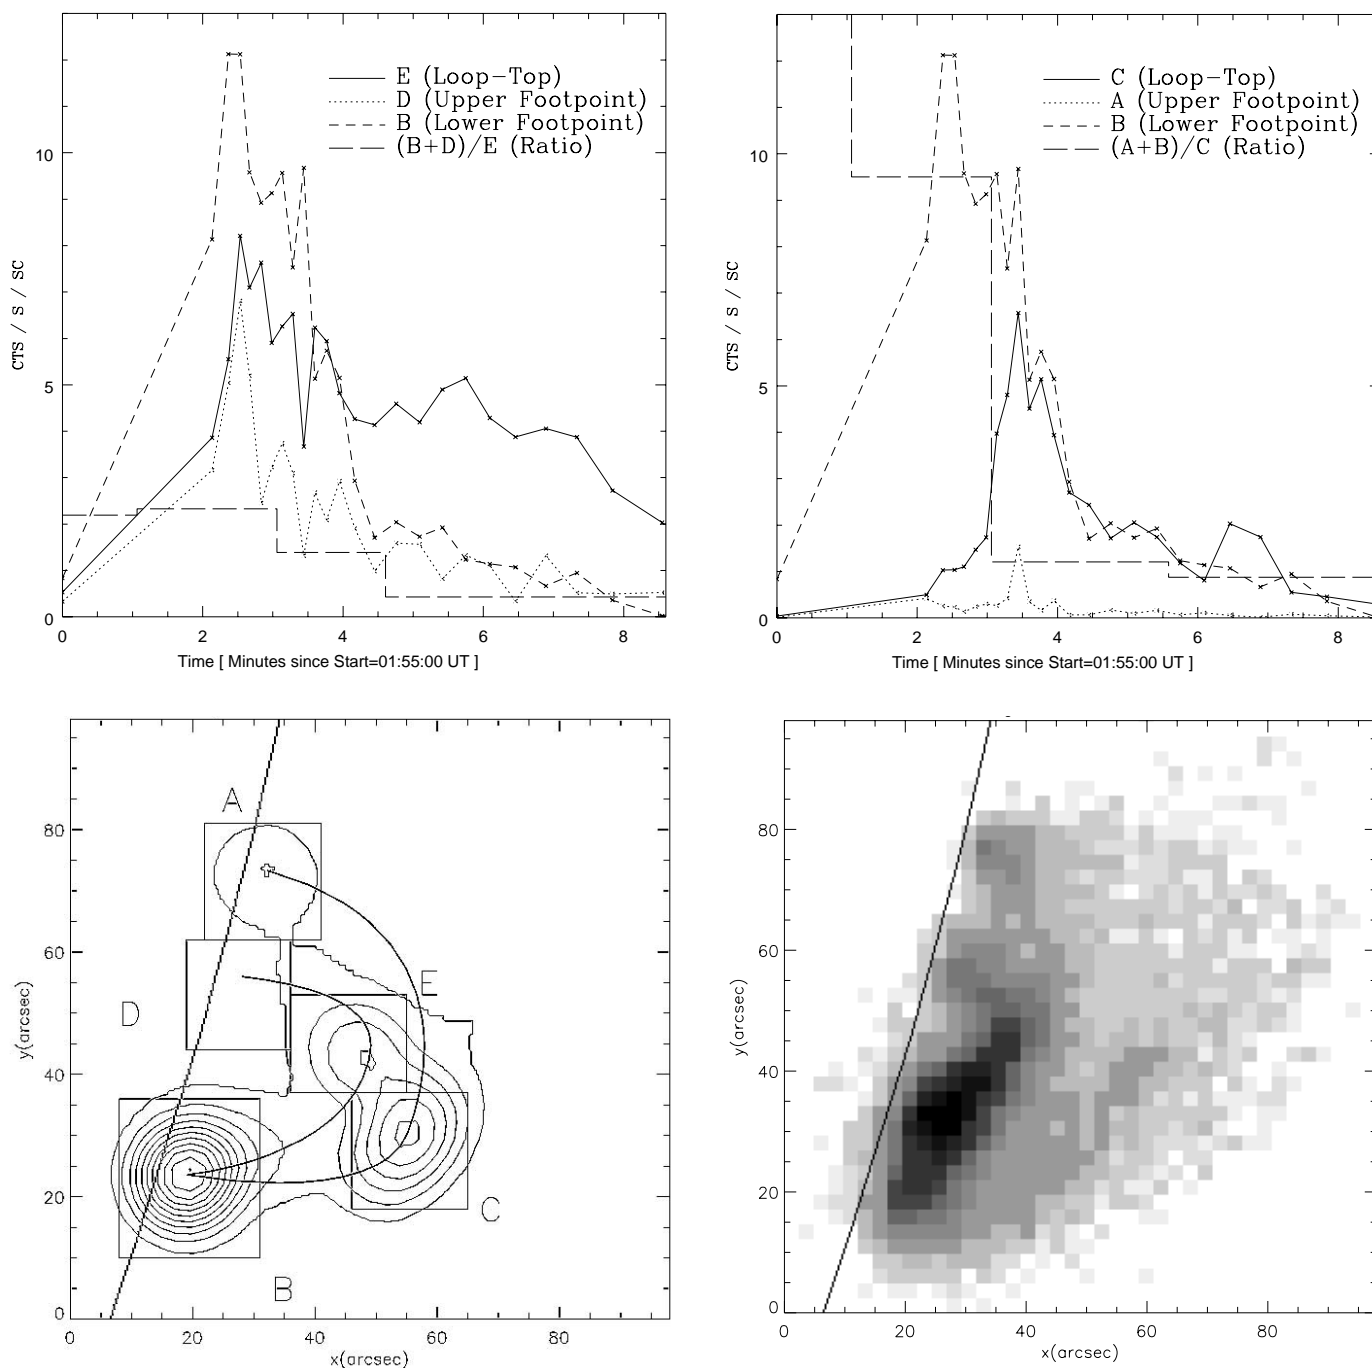 E (Loop-Top)
D (Upper Footpoint)
B (Lower Footpoint)
(B+D)/E (Ratio)
10
5
0
CTS / s / SC
0 2 4 6 8
Time [ Minutes since Start=01:55:00 UT ]
C (Loop-Top)
A (Upper Footpoint)
B (Lower Footpoint)
(A+B)/C (Ratio)
10
5
0
CTS / s / SC
0 2 4 6 8
Time [ Minutes since Start=01:55:00 UT ]
A
E
D
C
B
80
60
40
20
0
y(arcsec)
0 20 40 60 80
x(arcsec)
80
60
40
20
0
y(arcsec)
0 20 40 60 80
x(arcsec)